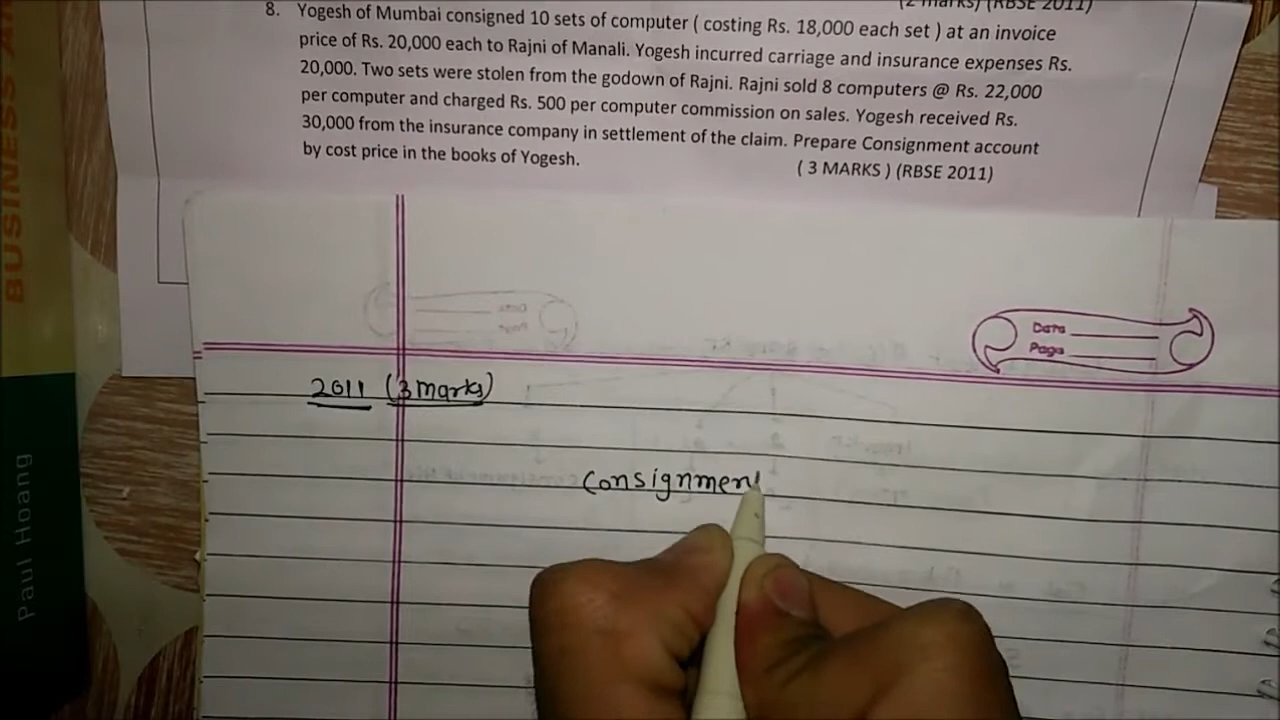 (2 marks) (RBSE 2011)
8. Yogesh of Mumbai consigned 10 sets of computer ( costing Rs. 18,000 each set ) at an invoice
price of Rs. 20,000 each to Rajni of Manali. Yogesh incurred carriage and insurance expenses Rs.
20,000. Two sets were stolen from the godown of Rajni. Rajni sold 8 computers @ Rs. 22,000
per computer and charged Rs. 500 per computer commission on sales. Yogesh received Rs.
30,000 from the insurance company in settlement of the claim. Prepare Consignment account
by cost price in the books of Yogesh. ( 3 MARKS ) (RBSE 2011)
Date
Page
2011 (3 marks)
Consignment
BUSINESS
Paul Hoang